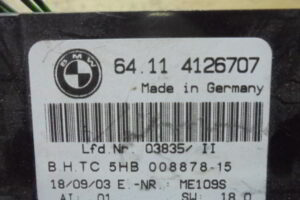 BMW
64.11 4126707
Made in Germany
Lfd.Nr. 03835/ II
B.H.TC 5HB 008878-15
18/09/03 E.-NR.: ME109S
AI.: 01 SW: 18.0